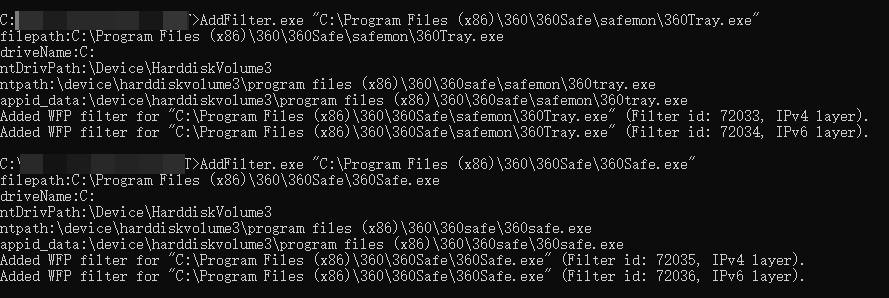 C:\ >AddFilter.exe "C:\Program Files (x86)\360\360Safe\safemon\360Tray.exe"
filepath:C:\Program Files (x86)\360\360Safe\safemon\360Tray.exe
driveName:C:
ntDrivPath:\Device\HarddiskVolume3
ntpath:\device\harddiskvolume3\program files (x86)\360\360safe\safemon\360tray.exe
appid_data:\device\harddiskvolume3\program files (x86)\360\360safe\safemon\360tray.exe
Added WFP filter for "C:\Program Files (x86)\360\360Safe\safemon\360Tray.exe" (Filter id: 72033, IPv4 layer).
Added WFP filter for "C:\Program Files (x86)\360\360Safe\safemon\360Tray.exe" (Filter id: 72034, IPv6 layer).
C:\ T>AddFilter.exe "C:\Program Files (x86)\360\360Safe\360Safe.exe"
filepath:C:\Program Files (x86)\360\360Safe\360Safe.exe
driveName:C:
ntDrivPath:\Device\HarddiskVolume3
ntpath:\device\harddiskvolume3\program files (x86)\360\360safe\360safe.exe
appid_data:\device\harddiskvolume3\program files (x86)\360\360safe\360safe.exe
Added WFP filter for "C:\Program Files (x86)\360\360Safe\360Safe.exe" (Filter id: 72035, IPv4 layer).
Added WFP filter for "C:\Program Files (x86)\360\360Safe\360Safe.exe" (Filter id: 72036, IPv6 layer).